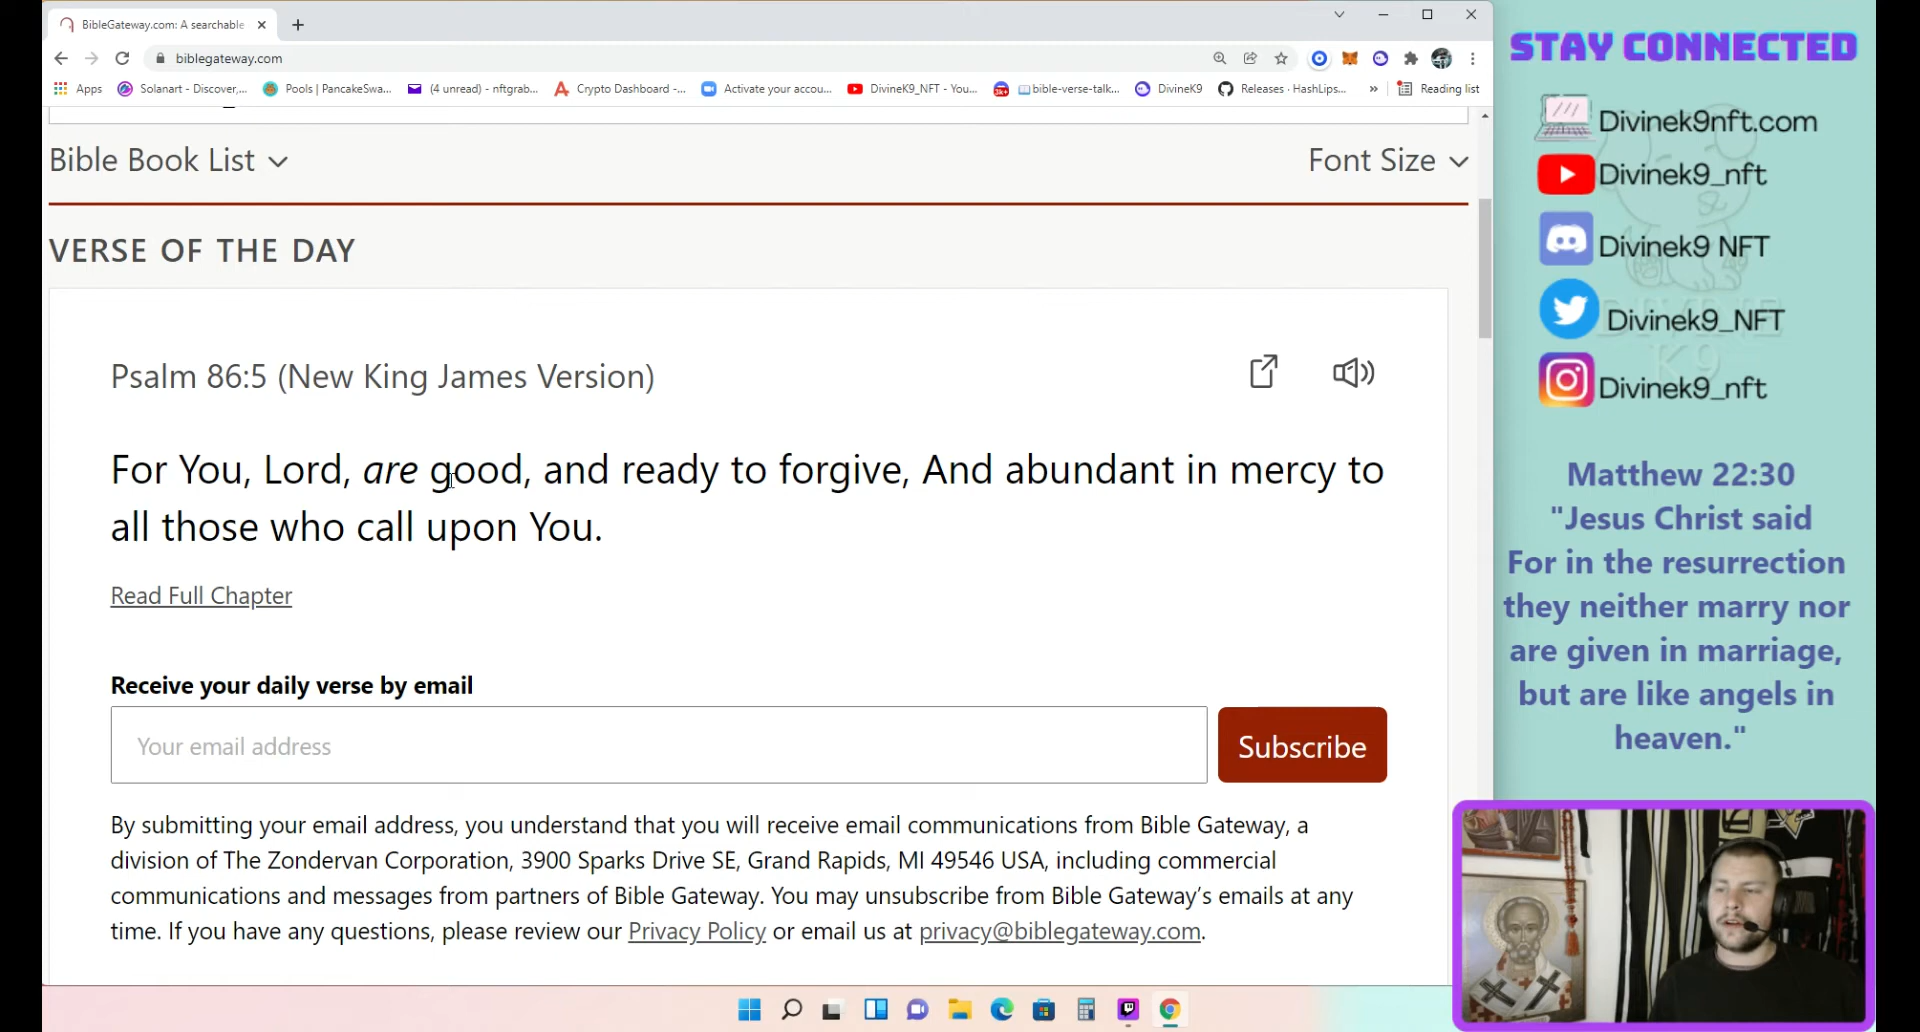 BibleGateway.com: A searchable
biblegateway.com
Apps
Solanart - Discover,...
Pools | PancakeSwa...
(4 unread) - nftgrab...
Crypto Dashboard -...
Activate your accou...
DivineK9_NFT - You...
bible-verse-talk...
DivineK9
Releases · HashLips...
»
Reading list
Bible Book List
Font Size
VERSE OF THE DAY
Psalm 86:5 (New King James Version)
For You, Lord, are good, and ready to forgive, And abundant in mercy to
all those who call upon You.
Read Full Chapter
Receive your daily verse by email
Your email address
Subscribe
By submitting your email address, you understand that you will receive email communications from Bible Gateway, a
division of The Zondervan Corporation, 3900 Sparks Drive SE, Grand Rapids, MI 49546 USA, including commercial
communications and messages from partners of Bible Gateway. You may unsubscribe from Bible Gateway’s emails at any
time. If you have any questions, please review our Privacy Policy or email us at privacy@biblegateway.com.
STAY CONNECTED
Divinek9nft.com
Divinek9_nft
Divinek9 NFT
Divinek9_NFT
Divinek9_nft
DIVINE
K9
Matthew 22:30
"Jesus Christ said
For in the resurrection
they neither marry nor
are given in marriage,
but are like angels in
heaven."